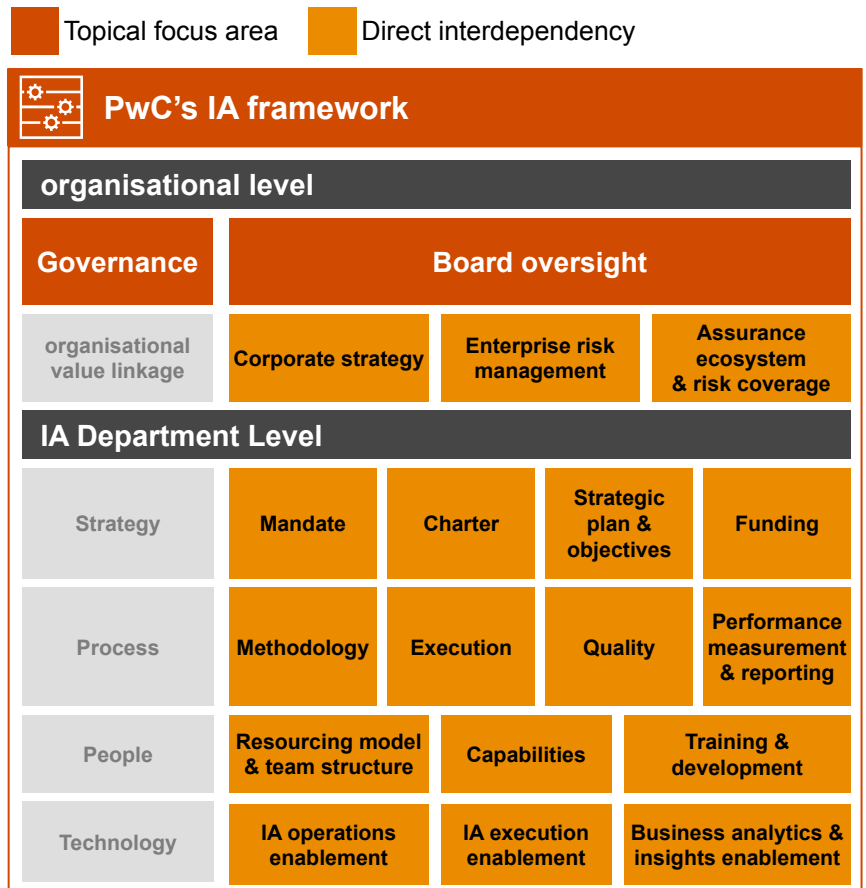 Topical focus area
Direct interdependency
PwC's IA framework
organisational level
Governance
Board oversight
organisational
value linkage
Corporate strategy
Enterprise risk
management
Assurance
ecosystem
& risk coverage
IA Department Level
Strategy
Mandate
Charter
Strategic
plan &
objectives
Funding
Process
Methodology
Execution
Quality
Performance
measurement
& reporting
People
Resourcing model
& team structure
Capabilities
Training &
development
Technology
IA operations
enablement
IA execution
enablement
Business analytics &
insights enablement